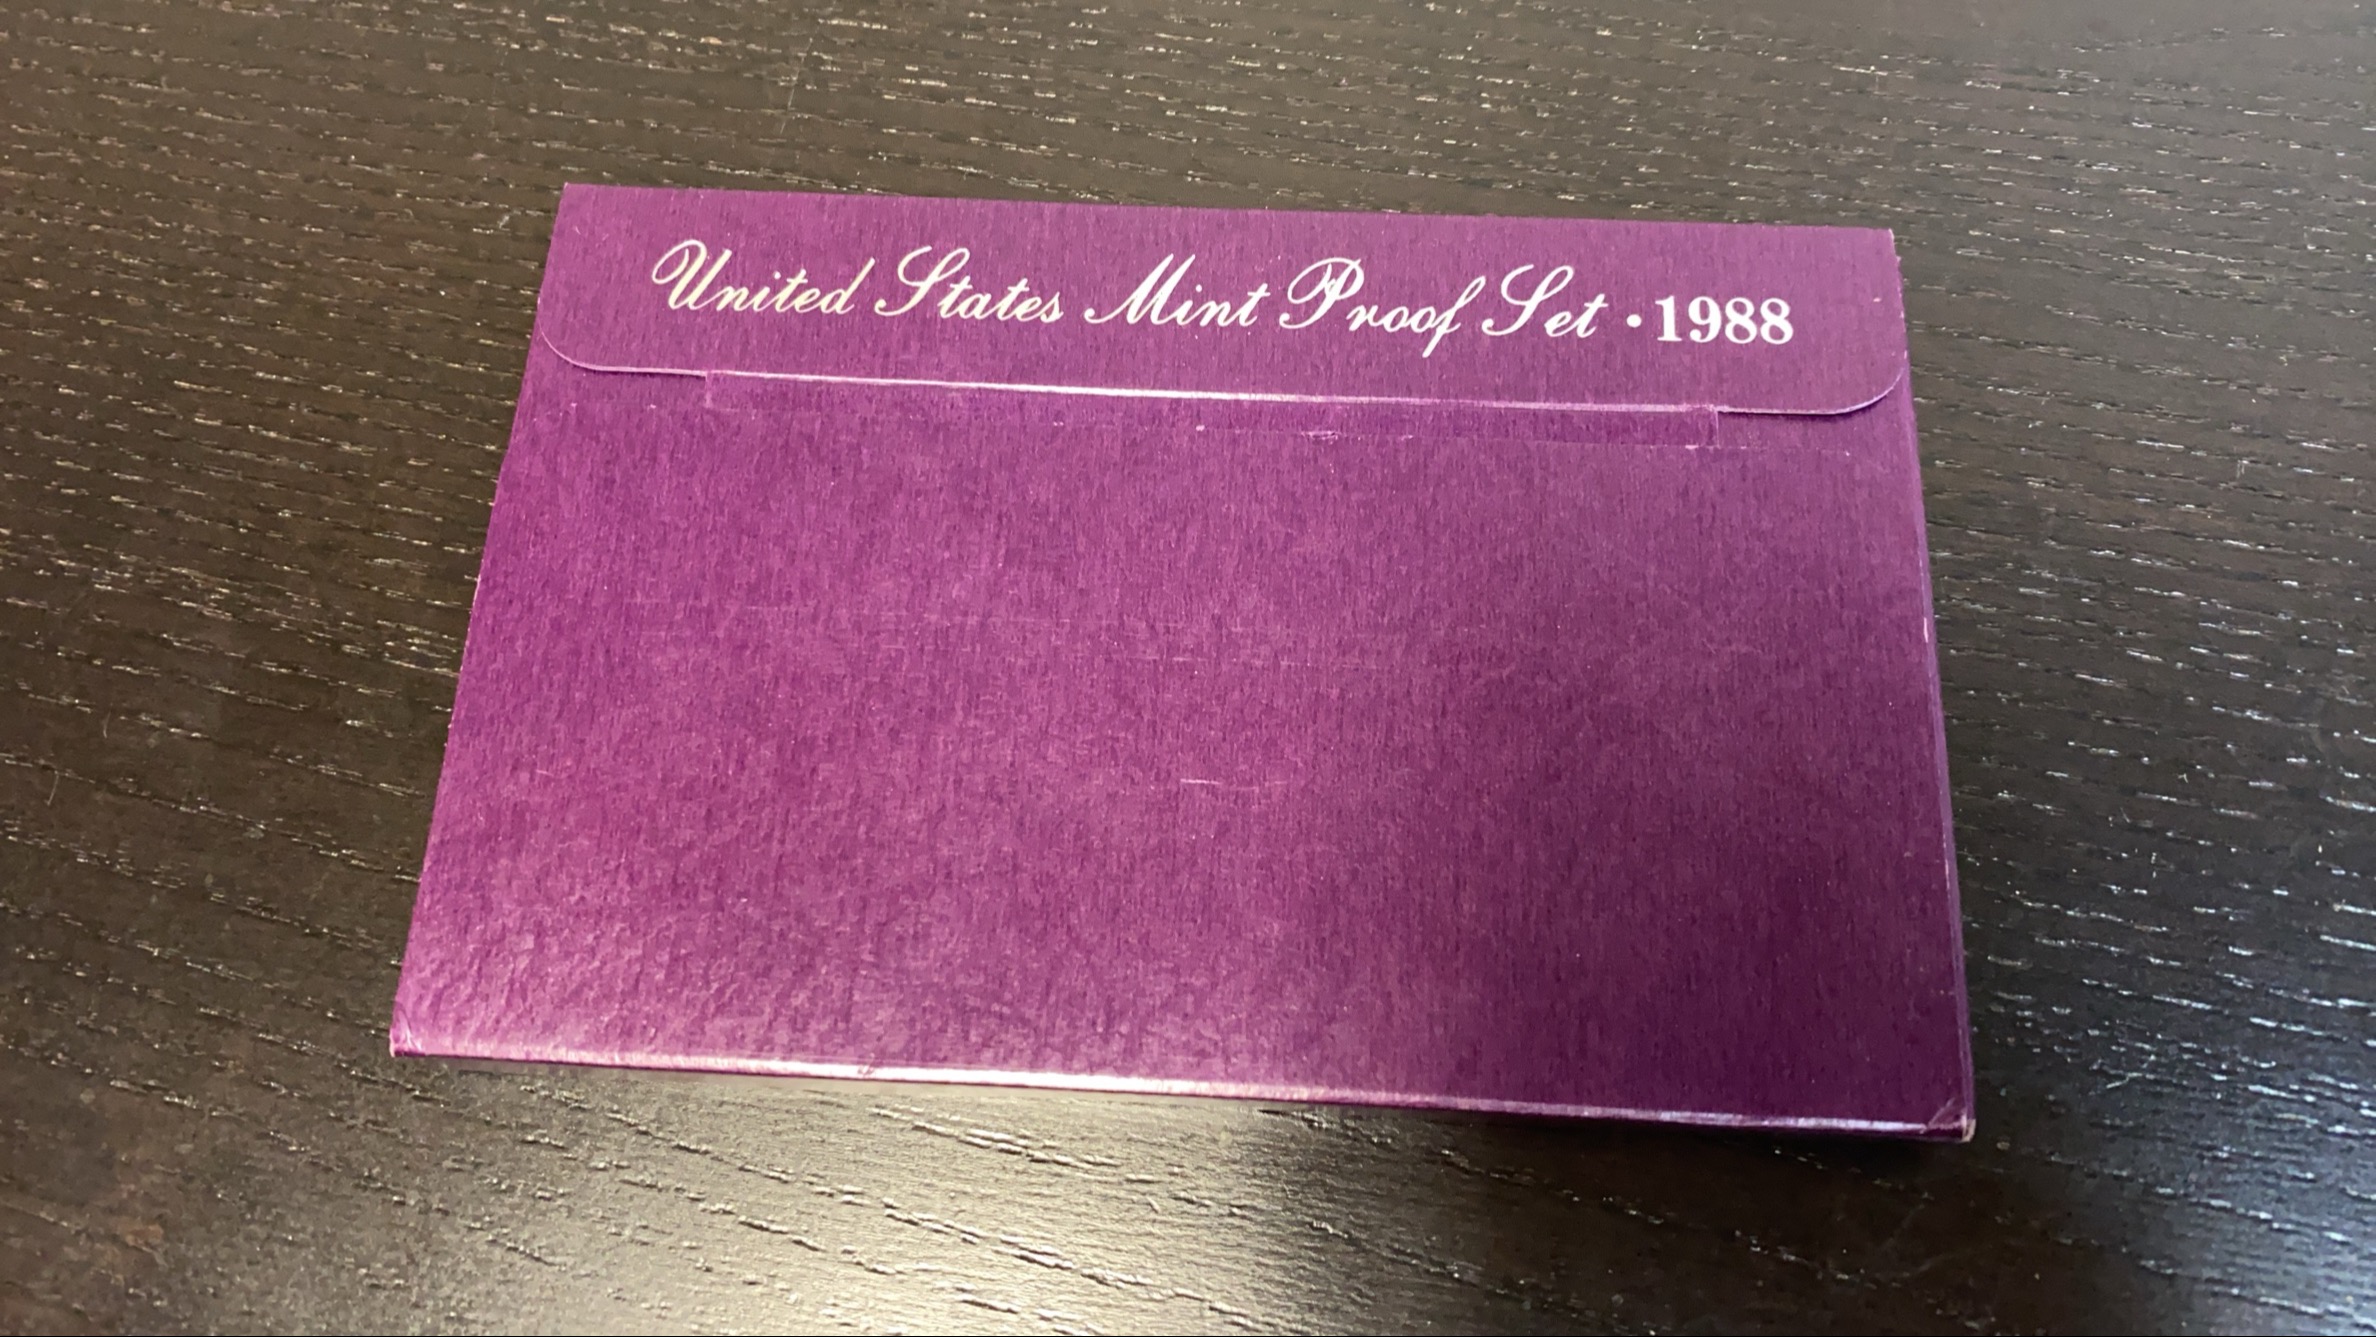 United States Mint Proof Set • 1988